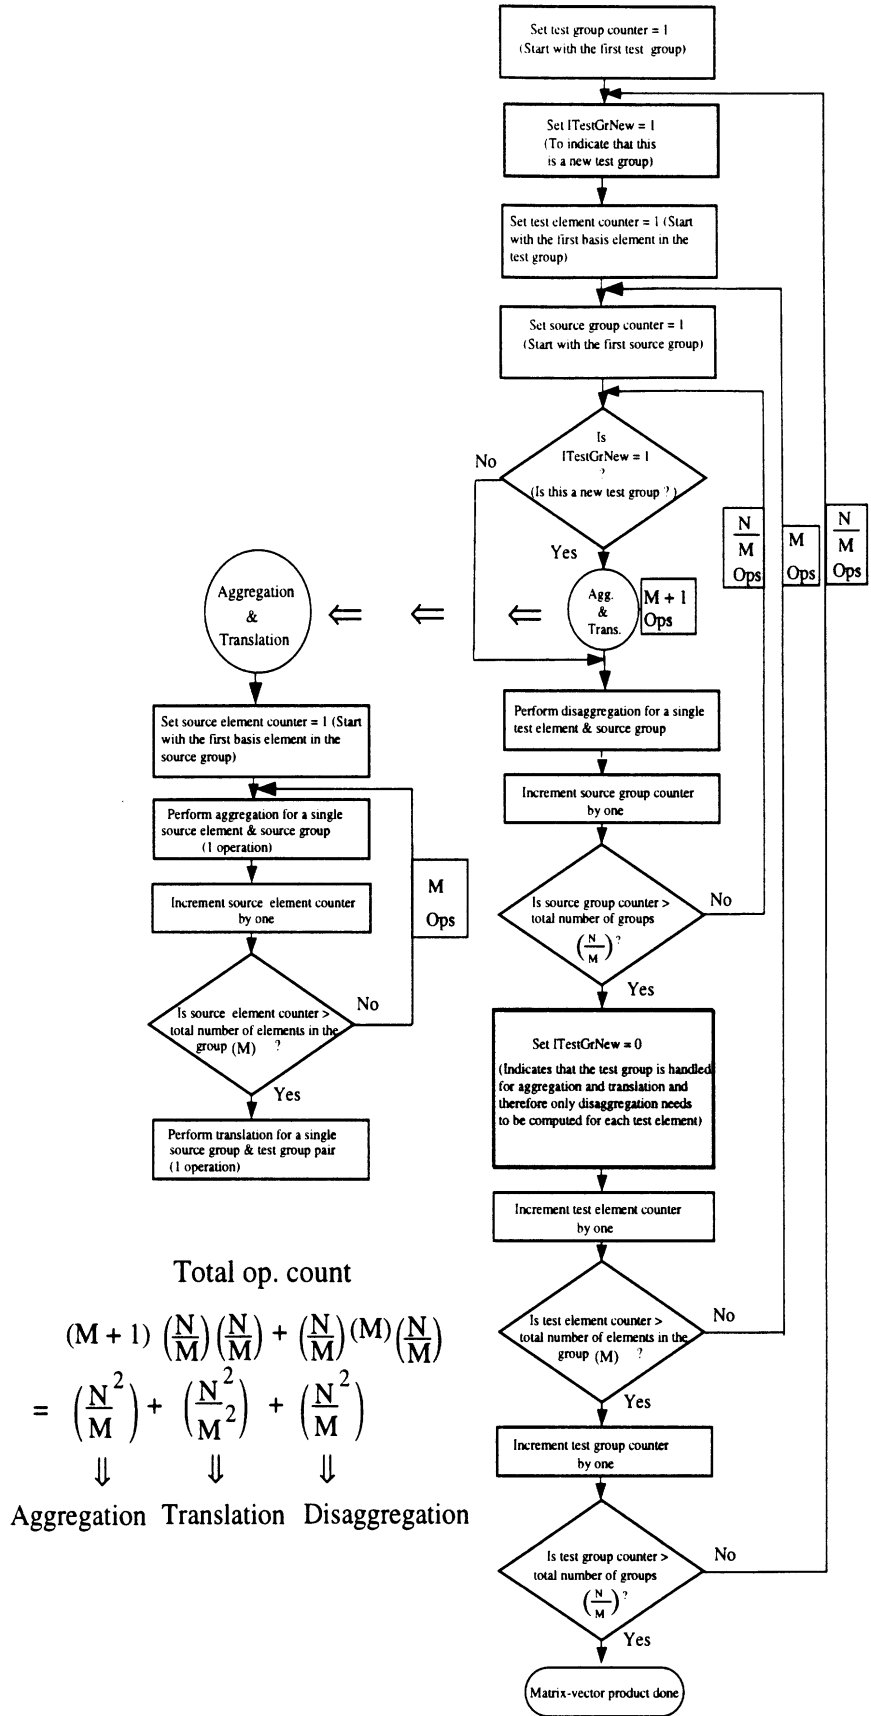 Set test group counter = 1
(Start with the first test group)
Set ITestGrNew = 1
(To indicate that this
is a new test group)
Set test element counter = 1 (Start
with the first basis element in the
test group)
Set source group counter = 1
(Start with the first source group)
Is
ITestGrNew = 1
?
(Is this a new test group ?)
No
Yes
N
M
Ops
M
Ops
N
M
Ops
Agg.
&
Trans.
M + 1
Ops
⇐ ⇐ ⇐
Aggregation
&
Translation
Set source element counter = 1 (Start
with the first basis element in the
source group)
Perform aggregation for a single
source element & source group
(1 operation)
Increment source element counter
by one
M
Ops
Is source element counter >
total number of elements in the
group (M) ?
No
Yes
Perform translation for a single
source group & test group pair
(1 operation)
Perform disaggregation for a single
test element & source group
Increment source group counter
by one
Is source group counter >
total number of groups
(N/M) ?
No
Yes
Set ITestGrNew = 0
(Indicates that the test group is handled
for aggregation and translation and
therefore only disaggregation needs
to be computed for each test element)
Increment test element counter
by one
Is test element counter >
total number of elements in the
group (M) ?
No
Yes
Increment test group counter
by one
Is test group counter >
total number of groups
(N/M) ?
No
Yes
Matrix-vector product done
Total op. count
(M + 1) (N/M) (N/M) + (N/M) (M) (N/M)
= (N²/M) + (N²/M²) + (N²/M)
⇓ ⇓ ⇓
Aggregation Translation Disaggregation